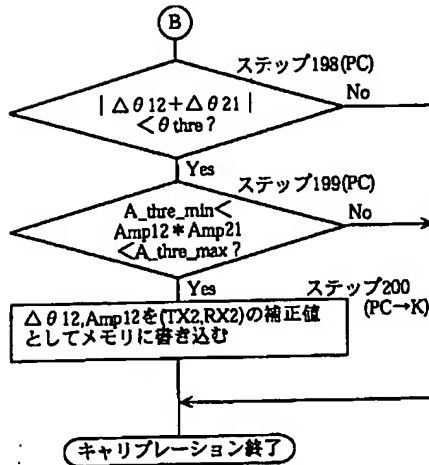 B
ステップ198(PC)
| △θ12+△θ21 |
<θthre?
No
Yes
ステップ199(PC)
A_thre_min<
Amp12*Amp21
<A_thre_max?
No
Yes
ステップ200
(PC→K)
△θ12,Amp12を(TX2,RX2)の補正値
としてメモリに書き込む
キャリブレーション終了